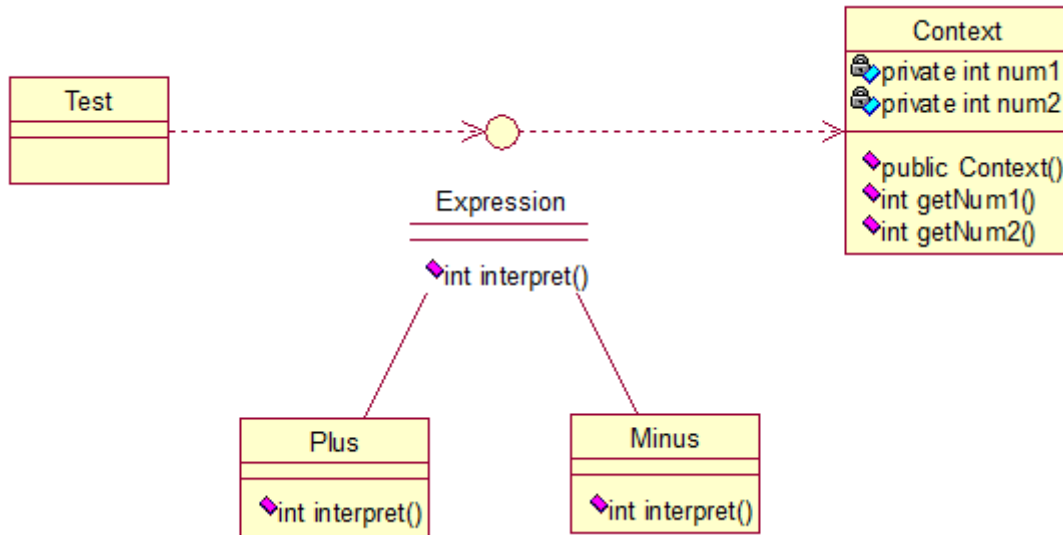 Test
Context
private int num1
private int num2
public Context()
int getNum1()
int getNum2()
Expression
int interpret()
Plus
int interpret()
Minus
int interpret()